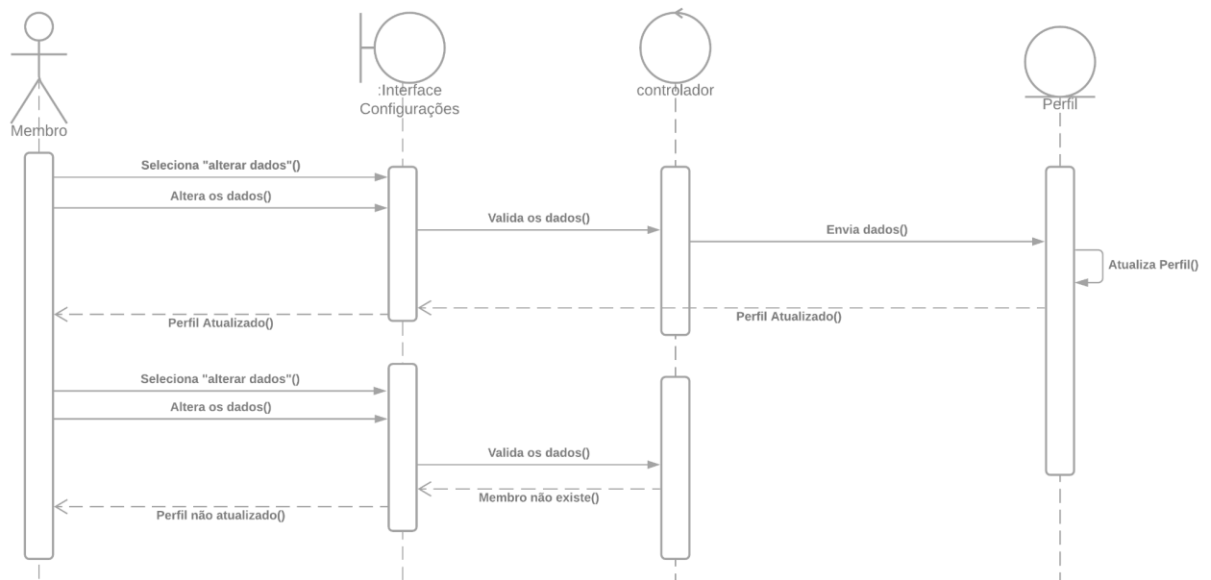 :Interface
Configurações
controlador
Perfil
Membro
Seleciona "alterar dados"()
Altera os dados()
Valida os dados()
Envia dados()
Atualiza Perfil()
Perfil Atualizado()
Perfil Atualizado()
Seleciona "alterar dados"()
Altera os dados()
Valida os dados()
Membro não existe()
Perfil não atualizado()